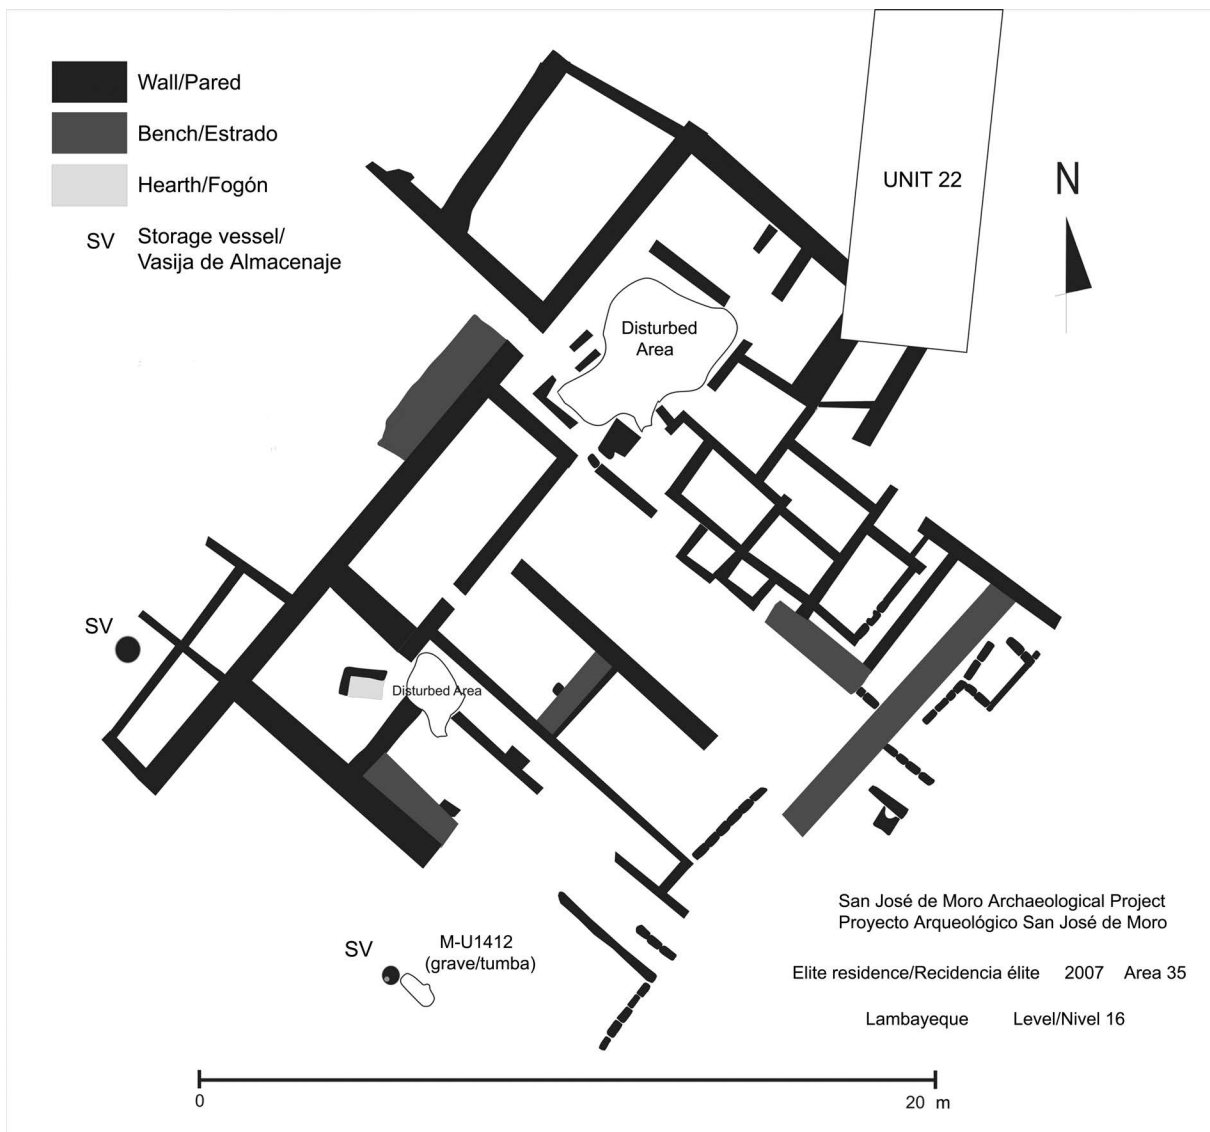 Wall/Pared
Bench/Estrado
Hearth/Fogón
SV
Storage vessel/
Vasija de Almacenaje
UNIT 22
N
Disturbed
Area
SV
Disturbed Area
SV
M-U1412
(grave/tumba)
San José de Moro Archaeological Project
Proyecto Arqueológico San José de Moro
Elite residence/Recidencia élite 2007 Area 35
Lambayeque Level/Nivel 16
0 20 m